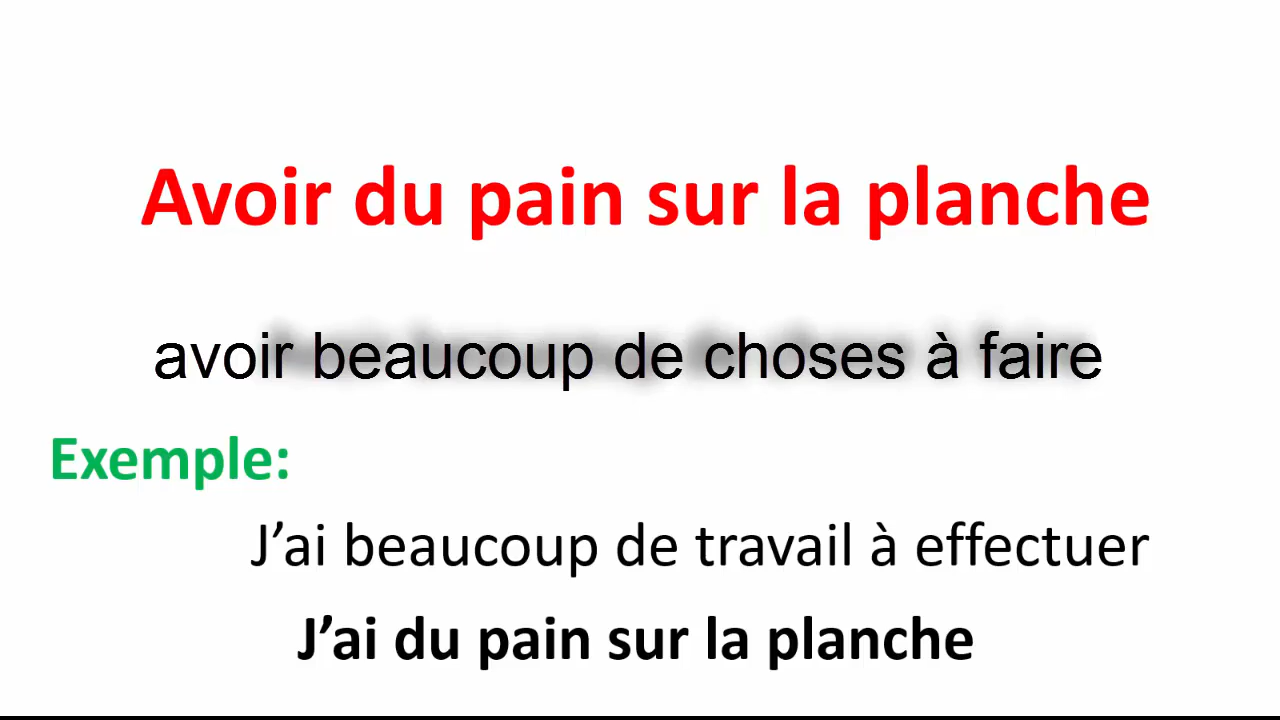 Avoir du pain sur la planche
avoir beaucoup de choses à faire
Exemple:
J’ai beaucoup de travail à effectuer
J’ai du pain sur la planche